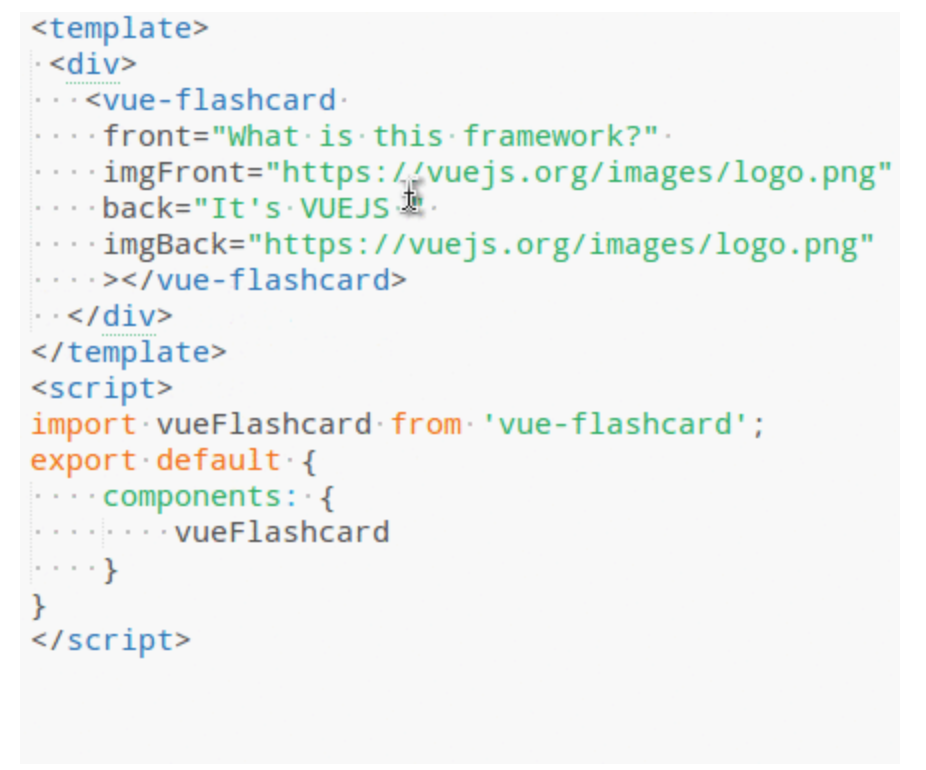 <template>
 <div>
   <vue-flashcard
    front="What is this framework?"
    imgFront="https://vuejs.org/images/logo.png"
    back="It's VUEJS "
    imgBack="https://vuejs.org/images/logo.png"
    ></vue-flashcard>
  </div>
</template>
<script>
import vueFlashcard from 'vue-flashcard';
export default {
    components: {
        vueFlashcard
    }
}
</script>